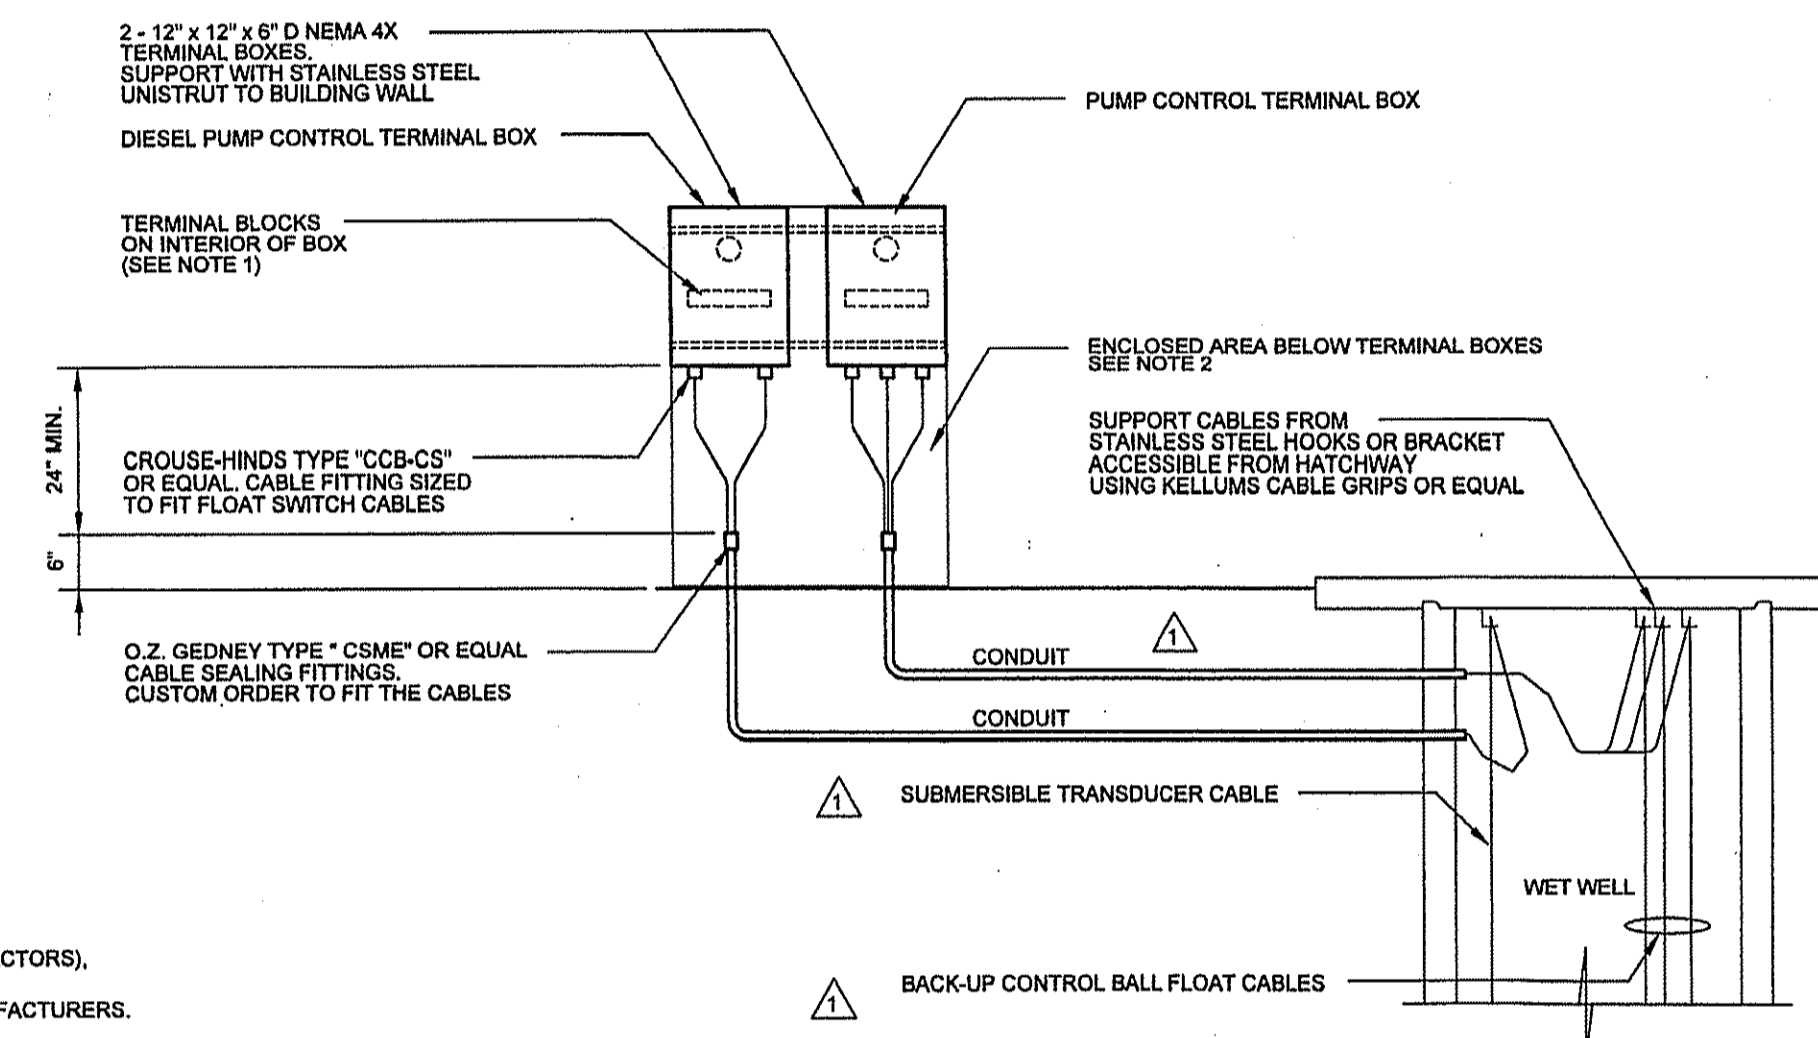 2 - 12" x 12" x 6" D NEMA 4X
TERMINAL BOXES.
SUPPORT WITH STAINLESS STEEL
UNISTRUT TO BUILDING WALL
DIESEL PUMP CONTROL TERMINAL BOX
TERMINAL BLOCKS
ON INTERIOR OF BOX
(SEE NOTE 1)
PUMP CONTROL TERMINAL BOX
ENCLOSED AREA BELOW TERMINAL BOXES
SEE NOTE 2
SUPPORT CABLES FROM
STAINLESS STEEL HOOKS OR BRACKET
ACCESSIBLE FROM HATCHWAY
USING KELLUMS CABLE GRIPS OR EQUAL
24" MIN.
6"
CROUSE-HINDS TYPE "CCB-CS"
OR EQUAL. CABLE FITTING SIZED
TO FIT FLOAT SWITCH CABLES
O.Z. GEDNEY TYPE " CSME" OR EQUAL
CABLE SEALING FITTINGS.
CUSTOM ORDER TO FIT THE CABLES
CONDUIT
1
CONDUIT
1
SUBMERSIBLE TRANSDUCER CABLE
WET WELL
1
BACK-UP CONTROL BALL FLOAT CABLES
CTORS),
FACTURERS.